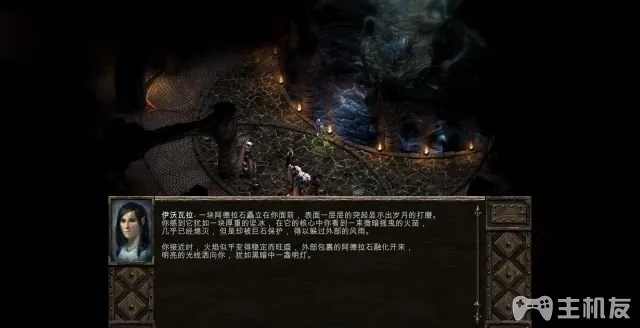 伊沃瓦拉- 一块阿德拉石矗立在你面前，表面一层层的突起显示出岁月的打磨。
你感到它犹如一块厚重的坚冰，在它的核心中你看到一束微暗摇曳的火苗，
几乎已经熄灭，但是却被巨石保护，得以躲过外部的风雨。
你接近时，火焰似乎变得稳定而旺盛，外部包裹的阿德拉石融化开来，
明亮的光线洒向你，犹如黑暗中一盏明灯。
主机友